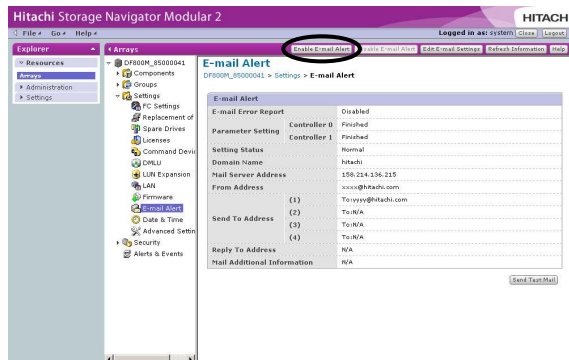 Hitachi Storage Navigator Modular 2
HITACH
File Go Help
Logged in as: system Close Logout
Explorer
Arrays
Enable E-mail Alert
Disable E-mail Alert
Edit E-mail Settings
Refresh Information
Help
Resources
Arrays
Administration
Settings
DF800M_85000041
Components
Groups
Settings
FC Settings
Replacement of
Spare Drives
Licenses
Command Devic
DMLU
LUN Expansion
LAN
Firmware
E-mail Alert
Date & Time
Advanced Settin
Security
Alerts & Events
E-mail Alert
DF800M_85000041 > Settings > E-mail Alert
E-mail Alert
E-mail Error Report Disabled
Parameter Setting Controller 0 Finished
Controller 1 Finished
Setting Status Normal
Domain Name hitachi
Mail Server Address 158.214.136.215
From Address xxxx@hitachi.com
Send To Address (1) To:yyyy@hitachi.com
(2) To:N/A
(3) To:N/A
(4) To:N/A
Reply To Address N/A
Mail Additional Information N/A
Send Test Mail